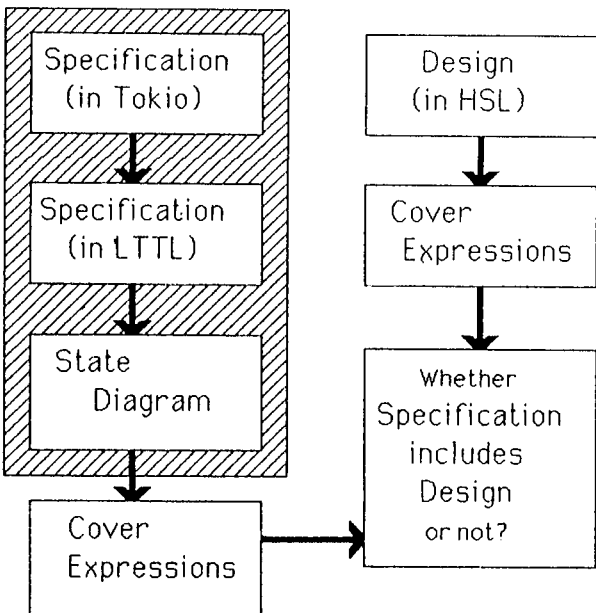 Specification
(in Tokio)
Specification
(in LTTL)
State
Diagram
Cover
Expressions
Design
(in HSL)
Cover
Expressions
Whether
Specification
includes
Design
or not?